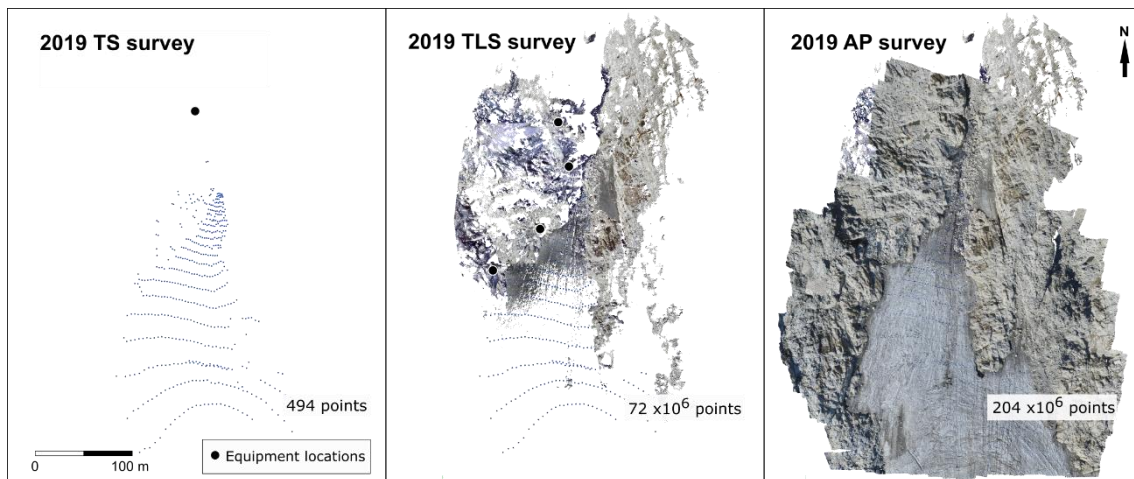 2019 TS survey
494 points
0 100 m
Equipment locations
2019 TLS survey
72 x10⁶ points
2019 AP survey
N
204 x10⁶ points